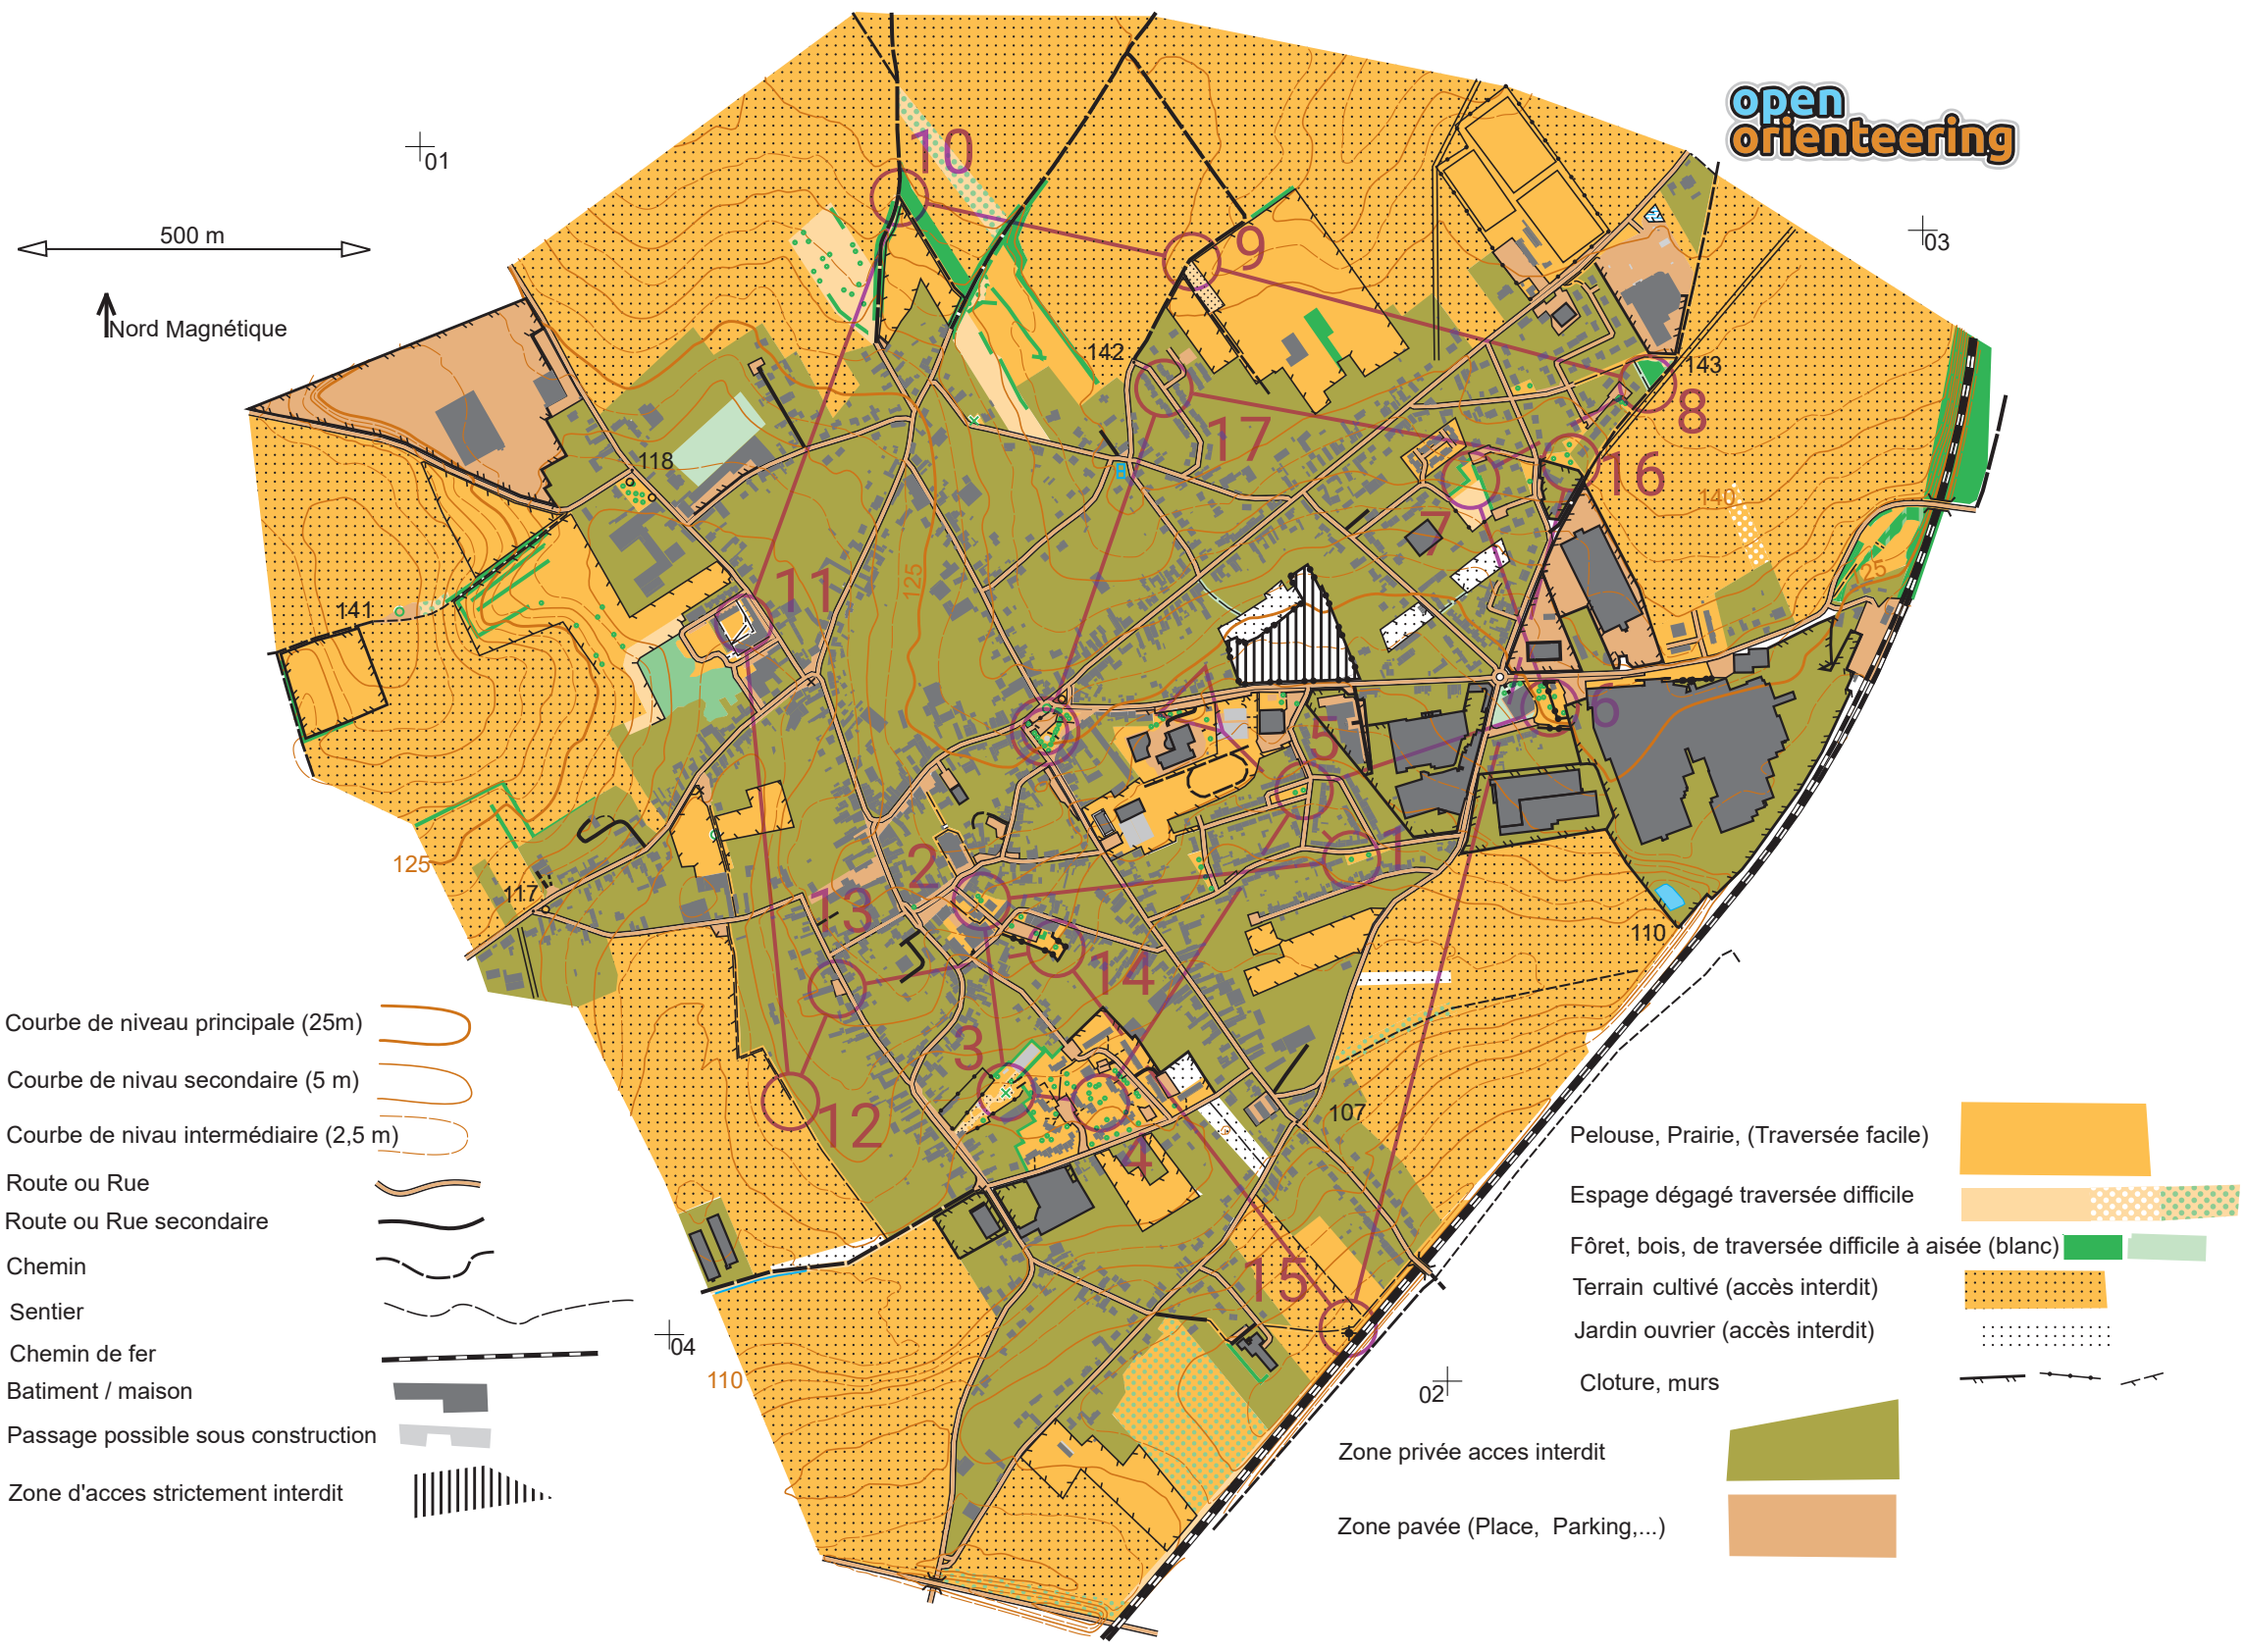 open
orienteering
01
03
500 m
Nord Magnétique
10
9
142
143
8
17
118
16
140
7
11
125
141
125
6
5
1
2
125
117
13
110
14
3
107
12
4
15
04
110
02
Courbe de niveau principale (25m)
Courbe de nivau secondaire (5 m)
Courbe de nivau intermédiaire (2,5 m)
Route ou Rue
Route ou Rue secondaire
Chemin
Sentier
Chemin de fer
Batiment / maison
Passage possible sous construction
Zone d'acces strictement interdit
Pelouse, Prairie, (Traversée facile)
Espage dégagé traversée difficile
Fôret, bois, de traversée difficile à aisée (blanc)
Terrain cultivé (accès interdit)
Jardin ouvrier (accès interdit)
Cloture, murs
Zone privée acces interdit
Zone pavée (Place, Parking,...)